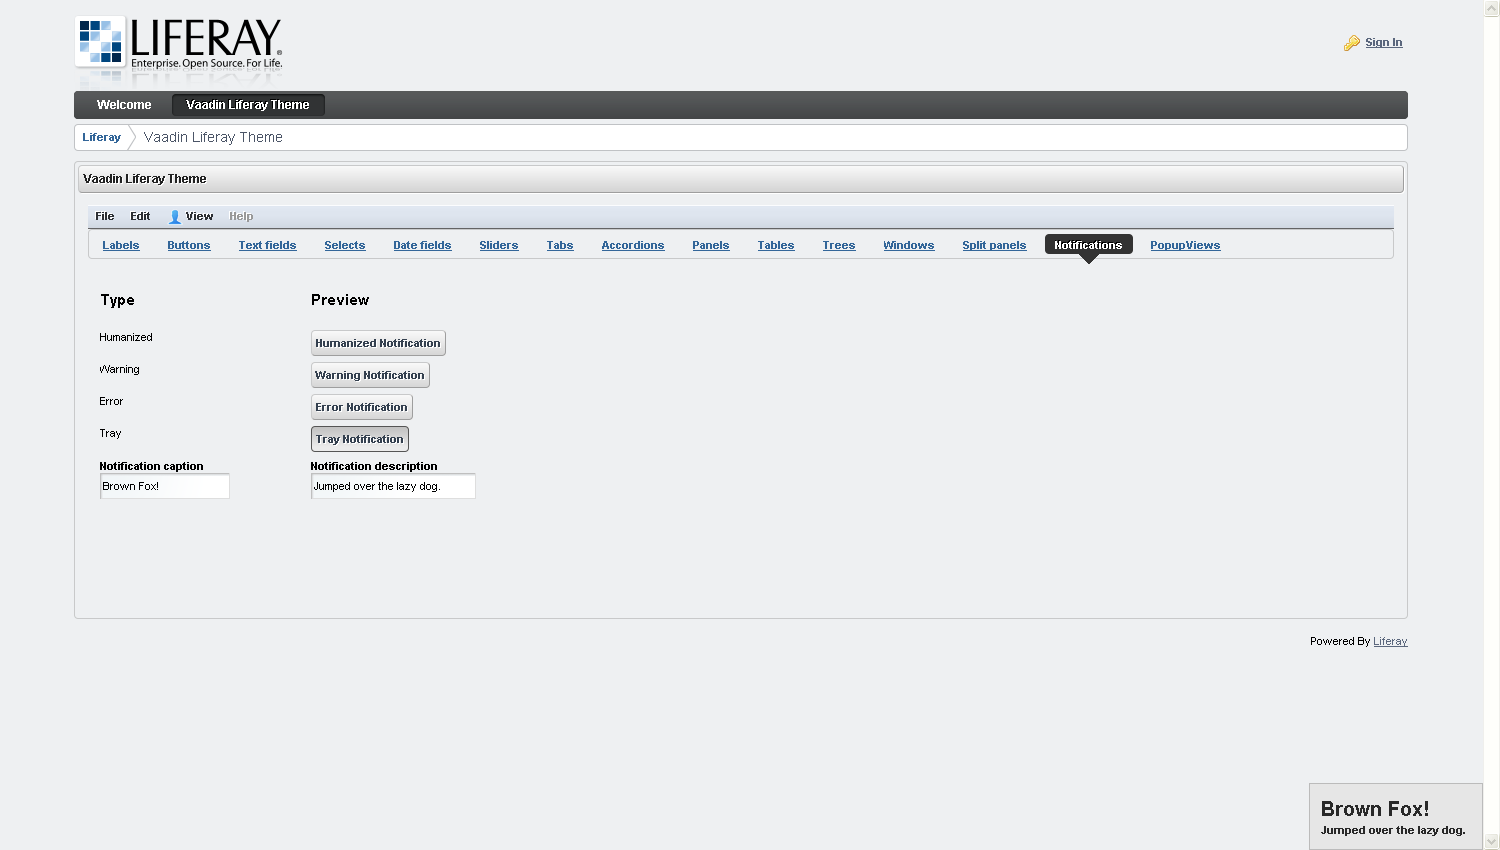 LIFERAY®
Enterprise. Open Source. For Life.
Sign In
Welcome Vaadin Liferay Theme
Liferay Vaadin Liferay Theme
Vaadin Liferay Theme
File Edit View Help
Labels Buttons Text fields Selects Date fields Sliders Tabs Accordions Panels Tables Trees Windows Split panels Notifications PopupViews
Type Preview
Humanized Humanized Notification
Warning Warning Notification
Error Error Notification
Tray Tray Notification
Notification caption Notification description
Brown Fox! Jumped over the lazy dog.
Powered By Liferay
Brown Fox!
Jumped over the lazy dog.